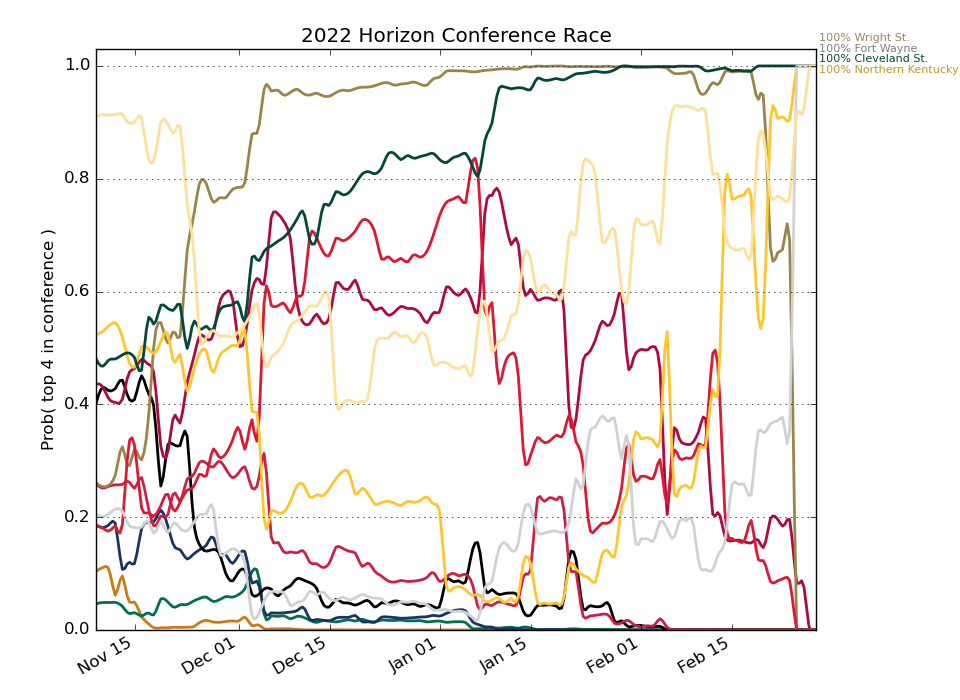 2022 Horizon Conference Race
100% Wright St.
100% Fort Wayne
100% Cleveland St.
100% Northern Kentucky
Prob( top 4 in conference )
1.0
0.8
0.6
0.4
0.2
0.0
Nov 15
Dec 01
Dec 15
Jan 01
Jan 15
Feb 01
Feb 15